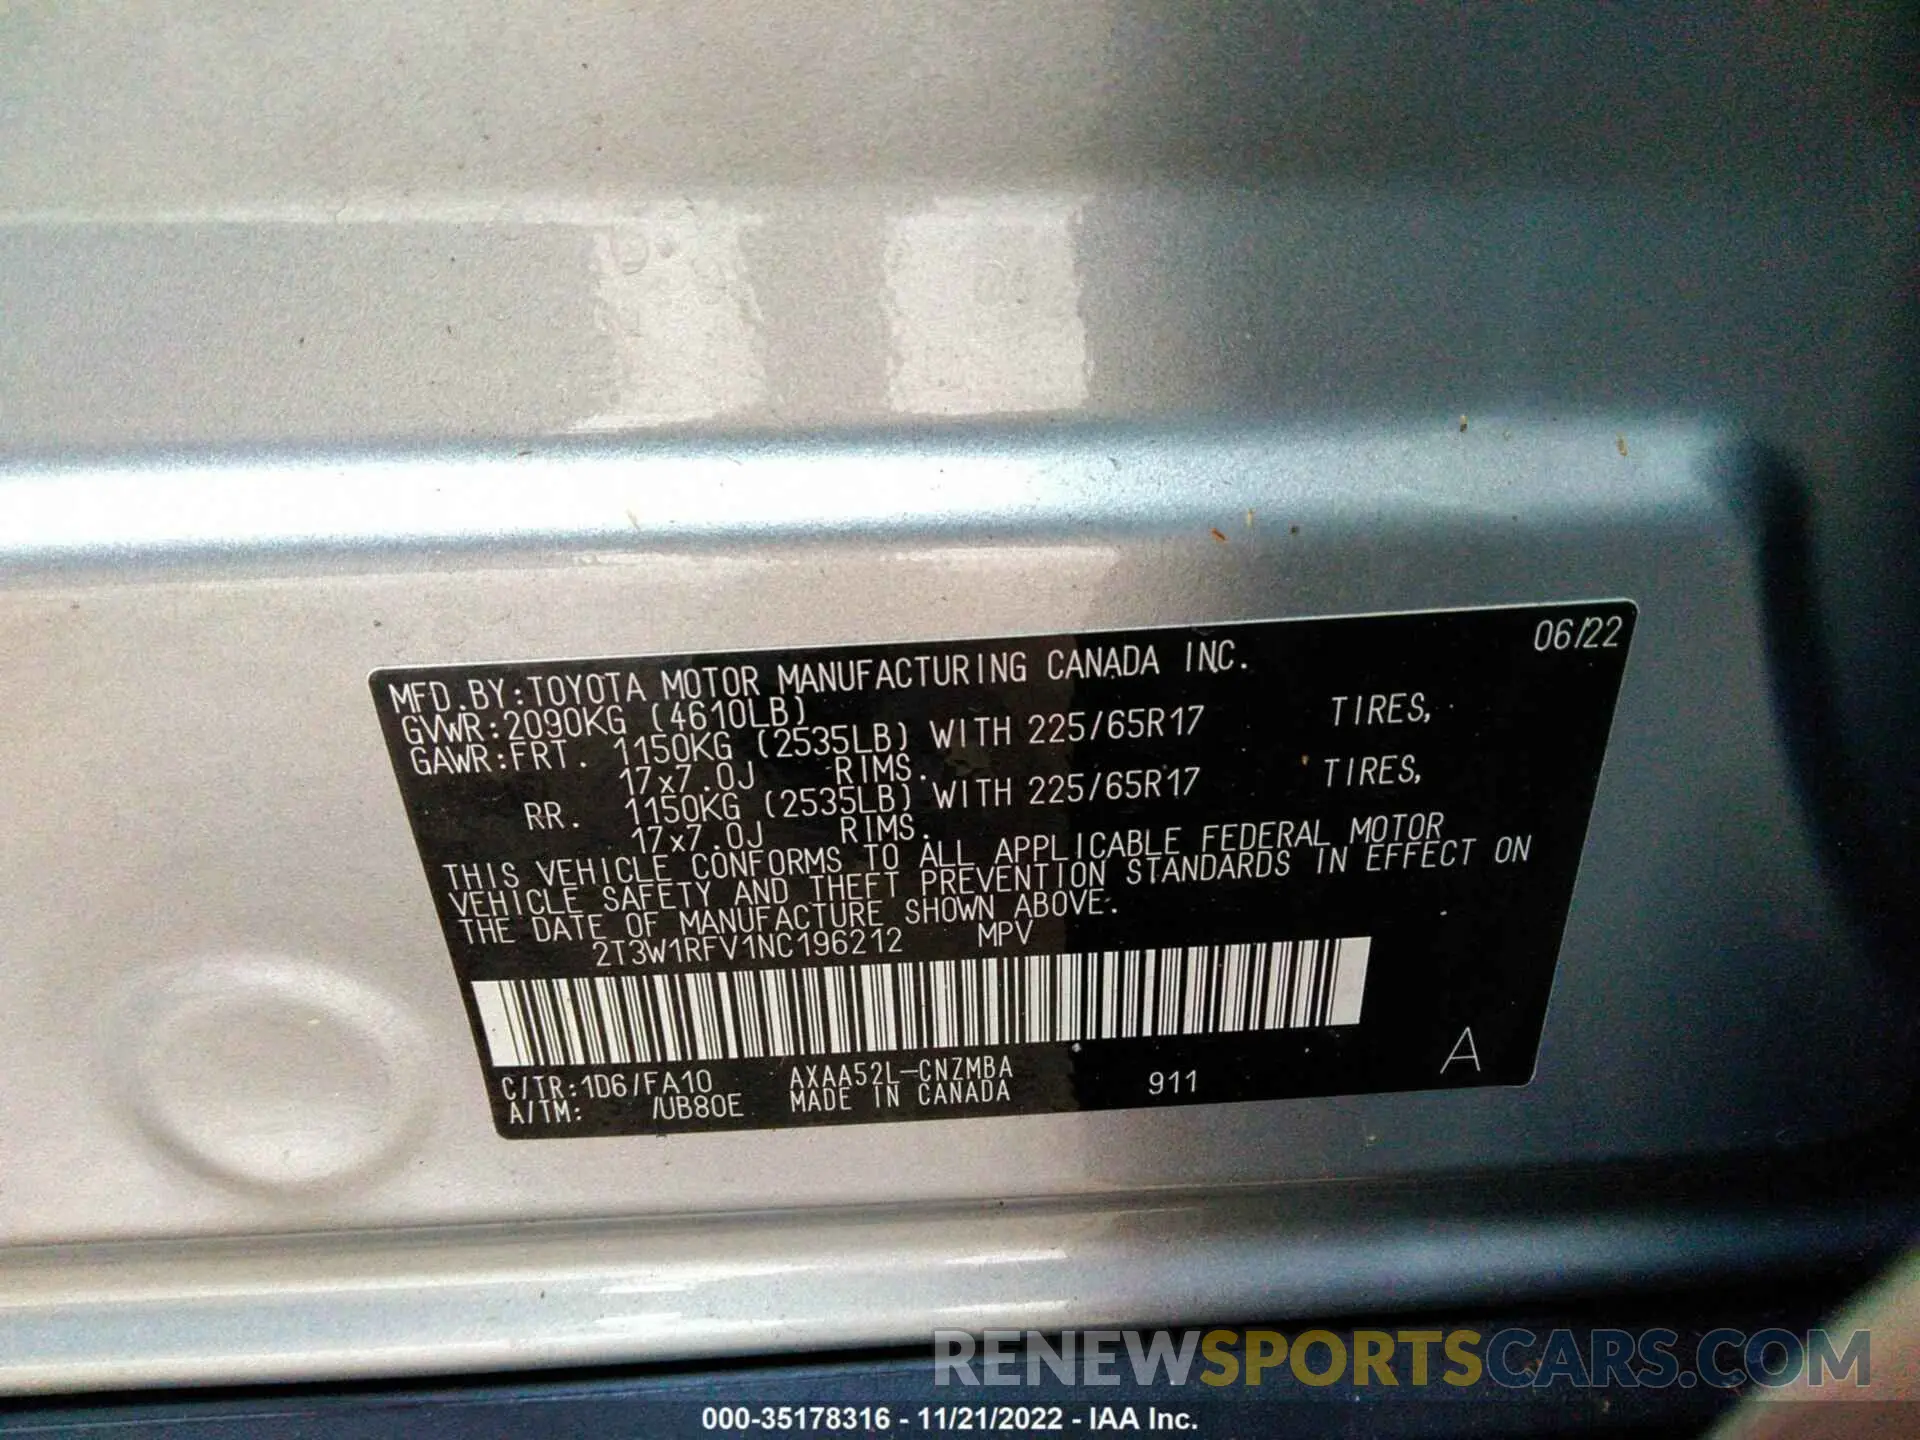 06/22
MFD.BY:TOYOTA MOTOR MANUFACTURING CANADA INC.
GVWR:2090KG (4610LB)
GAWR:FRT. 1150KG (2535LB) WITH 225/65R17 TIRES,
17x7.0J RIMS.
RR. 1150KG (2535LB) WITH 225/65R17 TIRES,
17x7.0J RIMS.
THIS VEHICLE CONFORMS TO ALL APPLICABLE FEDERAL MOTOR
VEHICLE SAFETY AND THEFT PREVENTION STANDARDS IN EFFECT ON
THE DATE OF MANUFACTURE SHOWN ABOVE.
2T3W1RFV1NC196212 MPV
C/TR:1D6/FA10 AXAA52L-CNZMBA 911 A
A/TM: /UB80E MADE IN CANADA
RENEWSPORTSCARS.COM
000-35178316 - 11/21/2022 - IAA Inc.